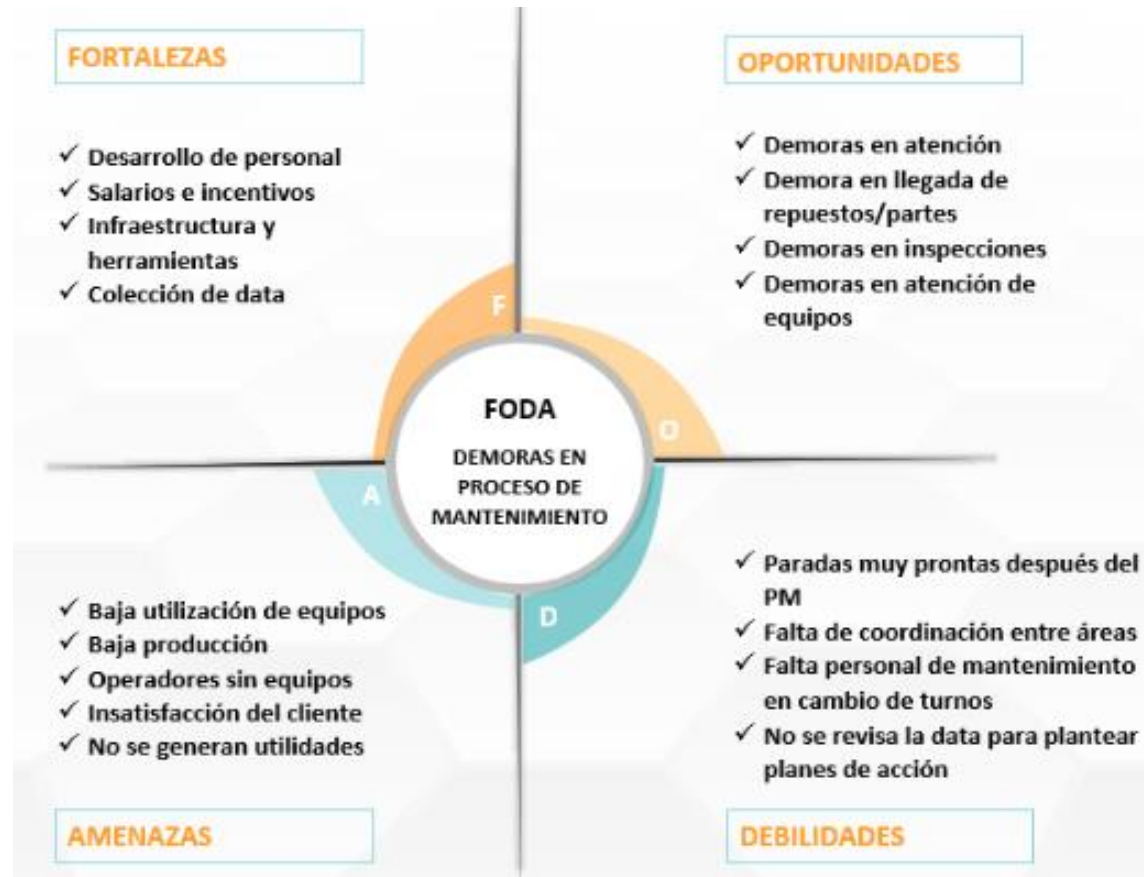 FORTALEZAS
✓ Desarrollo de personal
✓ Salarios e incentivos
✓ Infraestructura y
herramientas
✓ Colección de data
OPORTUNIDADES
✓ Demoras en atención
✓ Demora en llegada de
repuestos/partes
✓ Demoras en inspecciones
✓ Demoras en atención de
equipos
F
O
A
D
FODA
DEMORAS EN
PROCESO DE
MANTENIMIENTO
✓ Baja utilización de equipos
✓ Baja producción
✓ Operadores sin equipos
✓ Insatisfacción del cliente
✓ No se generan utilidades
AMENAZAS
✓ Paradas muy prontas después del
PM
✓ Falta de coordinación entre áreas
✓ Falta personal de mantenimiento
en cambio de turnos
✓ No se revisa la data para plantear
planes de acción
DEBILIDADES